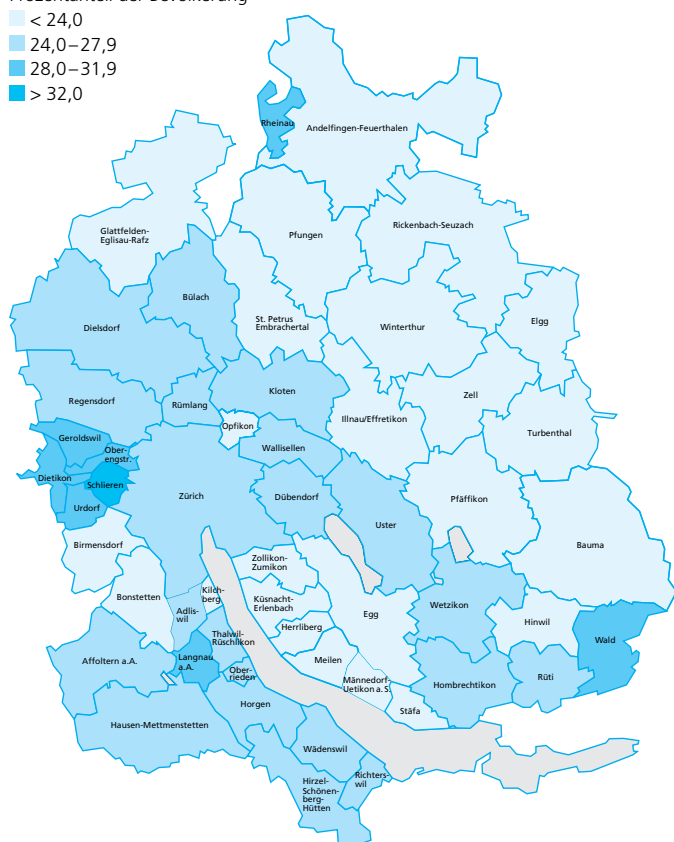 Prozentanteil der Bevölkerung
< 24,0
24,0–27,9
28,0–31,9
> 32,0
Rheinau
Andelfingen-Feuerthalen
Glattfelden-
Eglisau-Rafz
Pfungen
Rickenbach-Seuzach
Bülach
Dielsdorf
St. Petrus
Embrachertal
Winterthur
Elgg
Regensdorf
Rümlang
Kloten
Zell
Opfikon
Illnau/Effretikon
Turbenthal
Geroldswil
Ober-
engstr.
Wallisellen
Dietikon
Schlieren
Urdorf
Zürich
Dübendorf
Pfäffikon
Uster
Birmensdorf
Bauma
Zollikon-
Zumikon
Bonstetten
Kilch-
berg
Küsnacht-
Erlenbach
Adlis-
wil
Egg
Wetzikon
Hinwil
Herrliberg
Thalwil-
Rüschlikon
Wald
Affoltern a.A.
Langnau
a.A.
Meilen
Ober-
rieden
Männedorf-
Uetikon a. S.
Hombrechtikon
Rüti
Horgen
Stäfa
Hausen-Mettmenstetten
Wädenswil
Hirzel-
Schönen-
berg-
Hütten
Richters-
wil